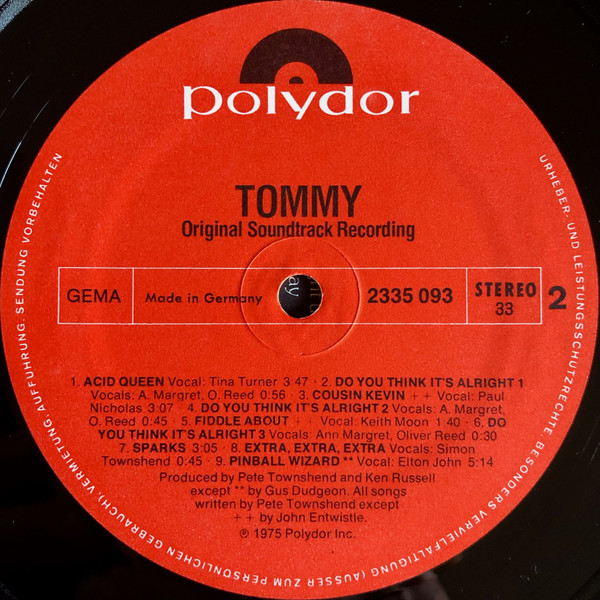 polydor
TOMMY
Original Soundtrack Recording
GEMA
Made in Germany
2335 093
STEREO
33
2
1. ACID QUEEN Vocal: Tina Turner 3 47 · 2. DO YOU THINK IT'S ALRIGHT 1
Vocals: A. Margret, O. Reed 0:56 · 3. COUSIN KEVIN ++ Vocal: Paul
Nicholas 3:07 · 4. DO YOU THINK IT'S ALRIGHT 2 Vocals: A. Margret,
O. Reed 0:45 · 5. FIDDLE ABOUT ++ Vocal: Keith Moon 1:40 · 6. DO
YOU THINK IT'S ALRIGHT 3 Vocals: Ann Margret, Oliver Reed 0:30
7. SPARKS 3:05 · 8. EXTRA, EXTRA, EXTRA Vocals: Simon
Townshend 0:45 · 9. PINBALL WIZARD ** Vocal: Elton John 5:14
Produced by Pete Townshend and Ken Russell
except ** by Gus Dudgeon. All songs
written by Pete Townshend except
++ by John Entwistle.
℗ 1975 Polydor Inc.
URHEBER- UND LEISTUNGSSCHUTZRECHTE BESONDERS VERVIELFÄLTIGUNG (AUSSER ZUM PERSÖNLICHEN GEBRAUCH), VERMIETUNG, AUFFÜHRUNG, SENDUNG VORBEHALTEN